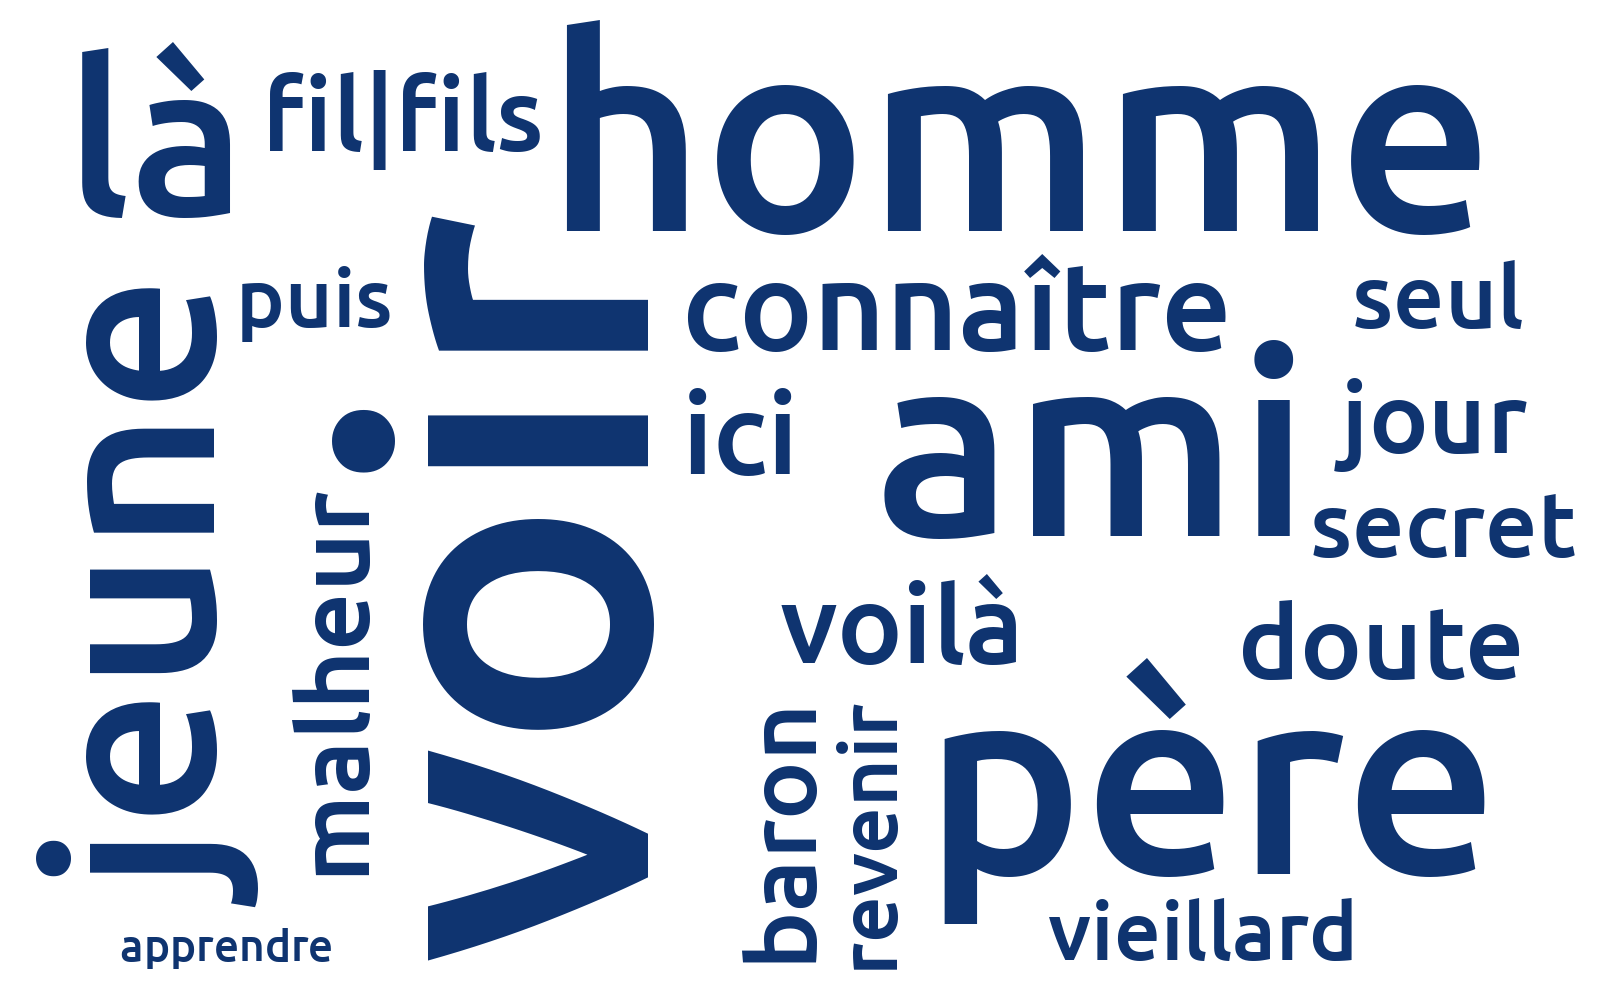 là
fil|fils
homme
jeune
puis
voir
connaître
seul
malheur
ici
ami
jour
secret
voilà
doute
baron
revenir
père
apprendre
vieillard